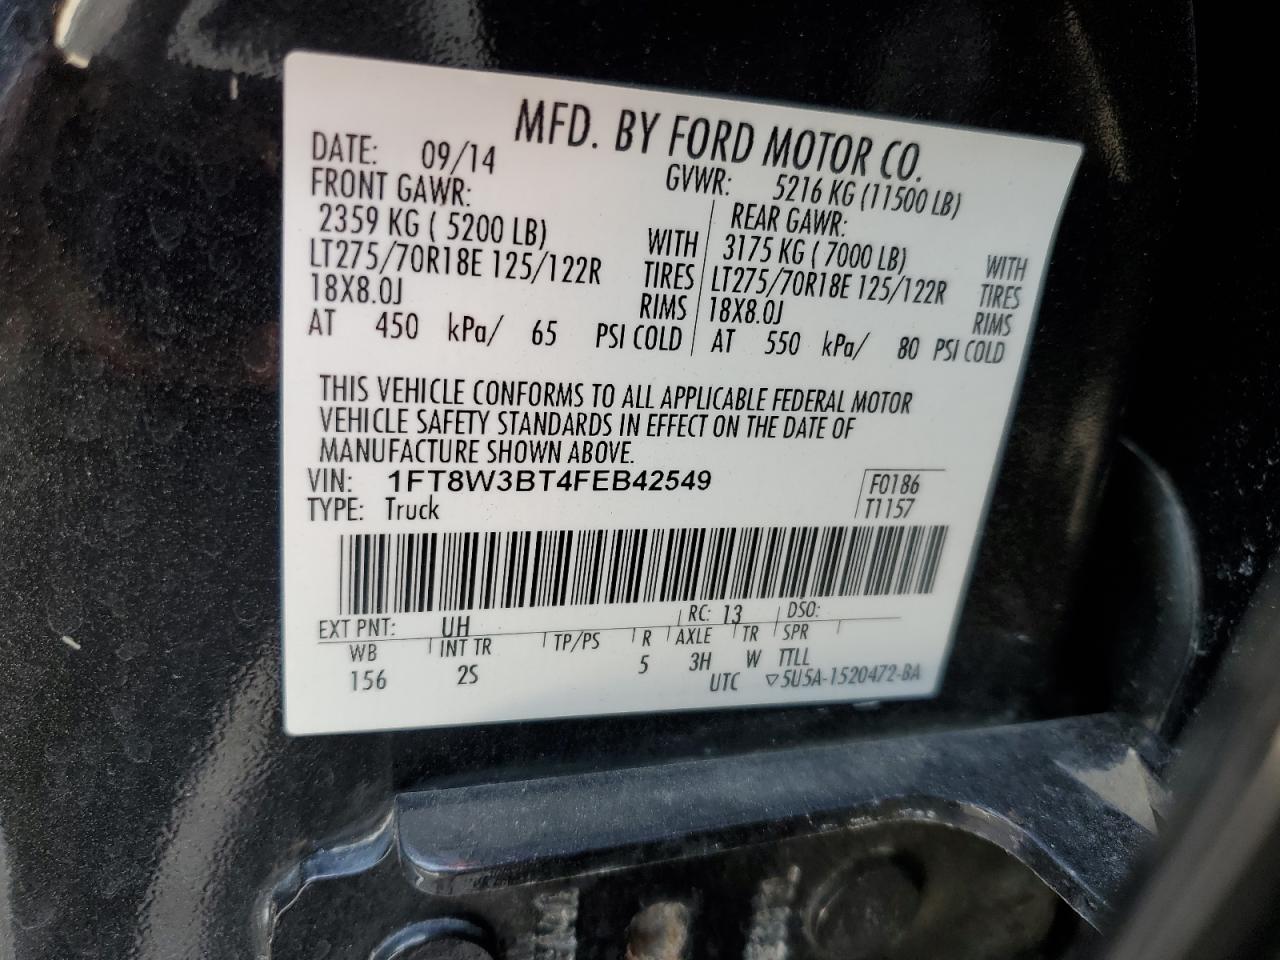 MFD. BY FORD MOTOR CO.
DATE: 09/14 GVWR: 5216 KG (11500 LB)
FRONT GAWR: REAR GAWR:
2359 KG ( 5200 LB) WITH 3175 KG ( 7000 LB) WITH
LT275/70R18E 125/122R TIRES LT275/70R18E 125/122R TIRES
18X8.0J RIMS 18X8.0J RIMS
AT 450 kPa/ 65 PSI COLD AT 550 kPa/ 80 PSI COLD
THIS VEHICLE CONFORMS TO ALL APPLICABLE FEDERAL MOTOR
VEHICLE SAFETY STANDARDS IN EFFECT ON THE DATE OF
MANUFACTURE SHOWN ABOVE.
VIN: 1FT8W3BT4FEB42549 F0186
TYPE: Truck T1157
EXT PNT: UH RC: 13 DSO:
WB INT TR TP/PS R AXLE TR SPR
156 2S 5 3H W TTLL
UTC ▽5U5A-1520472-BA